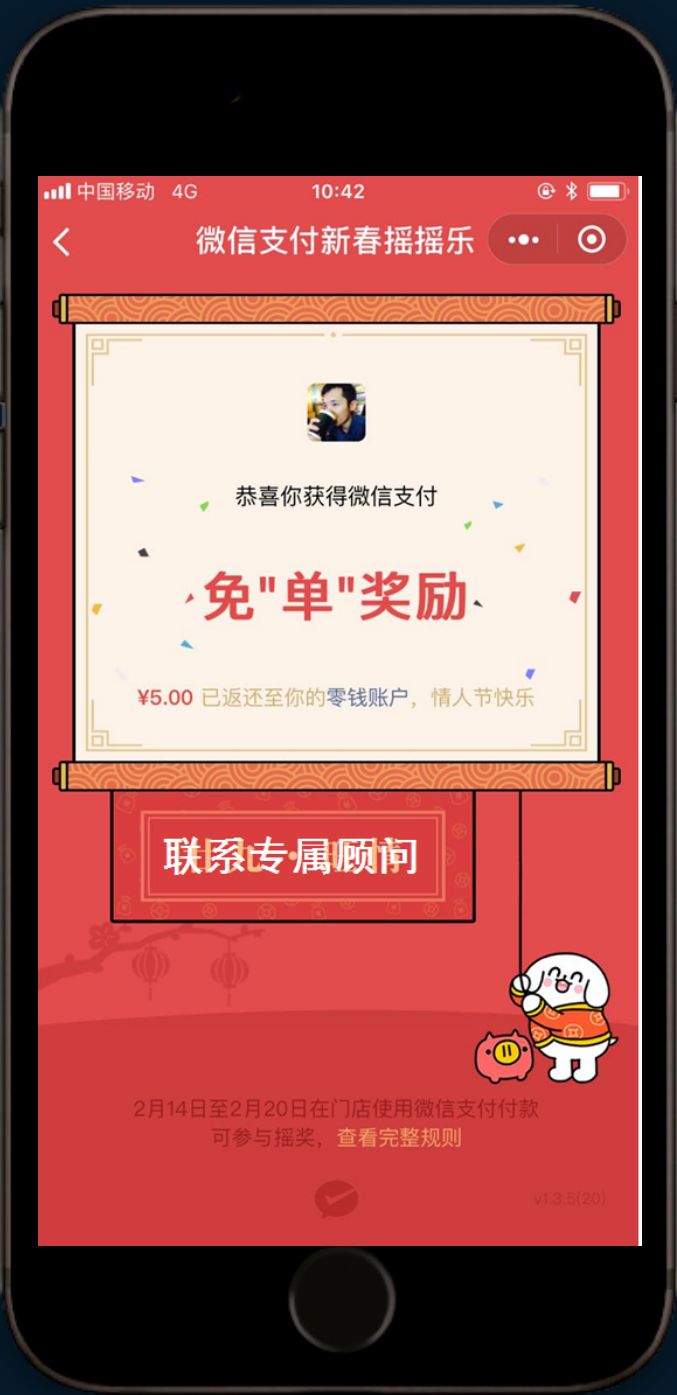 中国移动 4G 10:42
微信支付新春摇摇乐
恭喜你获得微信支付
免"单"奖励
¥5.00 已返还至你的零钱账户，情人节快乐
联系专属顾问
2月14日至2月20日在门店使用微信支付付款
可参与摇奖，查看完整规则
v1.3.5(20)